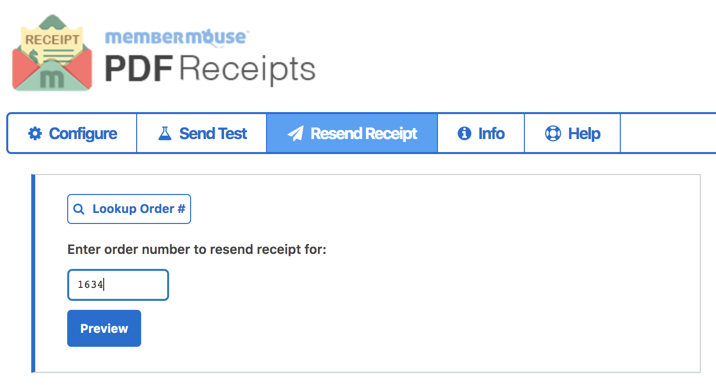 RECEIPT
$
m
membermouse™
PDF Receipts
Configure Send Test Resend Receipt Info Help
Lookup Order #
Enter order number to resend receipt for:
1634
Preview